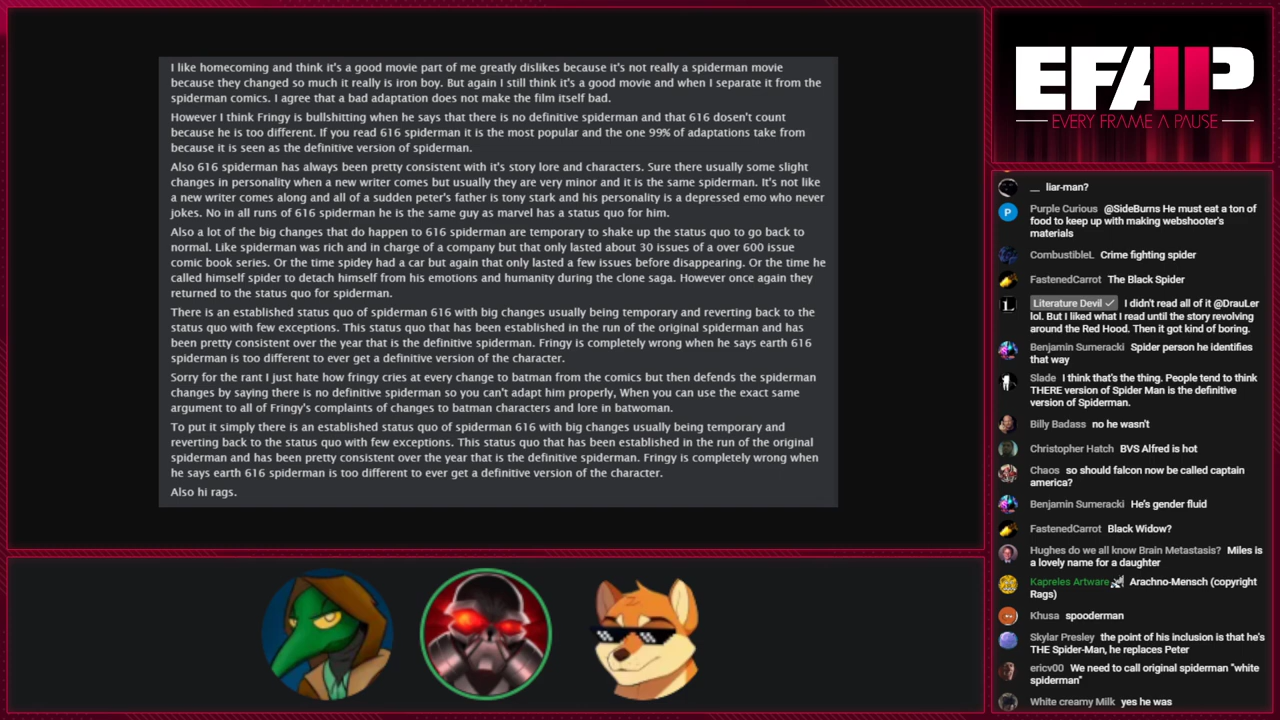 I like homecoming and think it's a good movie part of me greatly dislikes because it's not really a spiderman movie
because they changed so much it really is iron boy. But again I still think it's a good movie and when I separate it from the
spiderman comics. I agree that a bad adaptation does not make the film itself bad.
However I think Fringy is bullshitting when he says that there is no definitive spiderman and that 616 dosen't count
because he is too different. If you read 616 spiderman it is the most popular and the one 99% of adaptations take from
because it is seen as the definitive version of spiderman.
Also 616 spiderman has always been pretty consistent with it's story lore and characters. Sure there usually some slight
changes in personality when a new writer comes but usually they are very minor and it is the same spiderman. It's not like
a new writer comes along and all of a sudden peter's father is tony stark and his personality is a depressed emo who never
jokes. No in all runs of 616 spiderman he is the same guy as marvel has a status quo for him.
Also a lot of the big changes that do happen to 616 spiderman are temporary to shake up the status quo to go back to
normal. Like spiderman was rich and in charge of a company but that only lasted about 30 issues of a over 600 issue
comic book series. Or the time spidey had a car but again that only lasted a few issues before disappearing. Or the time he
called himself spider to detach himself from his emotions and humanity during the clone saga. However once again they
returned to the status quo for spiderman.
There is an established status quo of spiderman 616 with big changes usually being temporary and reverting back to the
status quo with few exceptions. This status quo that has been established in the run of the original spiderman and has
been pretty consistent over the year that is the definitive spiderman. Fringy is completely wrong when he says earth 616
spiderman is too different to ever get a definitive version of the character.
Sorry for the rant I just hate how fringy cries at every change to batman from the comics but then defends the spiderman
changes by saying there is no definitive spiderman so you can't adapt him properly, When you can use the exact same
argument to all of Fringy's complaints of changes to batman characters and lore in batwoman.
To put it simply there is an established status quo of spiderman 616 with big changes usually being temporary and
reverting back to the status quo with few exceptions. This status quo that has been established in the run of the original
spiderman and has been pretty consistent over the year that is the definitive spiderman. Fringy is completely wrong when
he says earth 616 spiderman is too different to ever get a definitive version of the character.
Also hi rags.
EFAP
EVERY FRAME A PAUSE
__ liar-man?
P
Purple Curious @SideBurns He must eat a ton of
food to keep up with making webshooter's
materials
CombustibleL Crime fighting spider
FastenedCarrot The Black Spider
Literature Devil I didn't read all of it @DrauLer
lol. But I liked what I read until the story revolving
around the Red Hood. Then it got kind of boring.
Benjamin Sumeracki Spider person he identifies
that way
Slade I think that's the thing. People tend to think
THERE version of Spider Man is the definitive
version of Spiderman.
Billy Badass no he wasn't
Christopher Hatch BVS Alfred is hot
Chaos so should falcon now be called captain
america?
Benjamin Sumeracki He's gender fluid
FastenedCarrot Black Widow?
Hughes do we all know Brain Metastasis? Miles is
a lovely name for a daughter
Kapreles Artware Arachno-Mensch (copyright
Rags)
Khusa spooderman
Skylar Presley the point of his inclusion is that he's
THE Spider-Man, he replaces Peter
ericv00 We need to call original spiderman "white
spiderman"
White creamy Milk yes he was